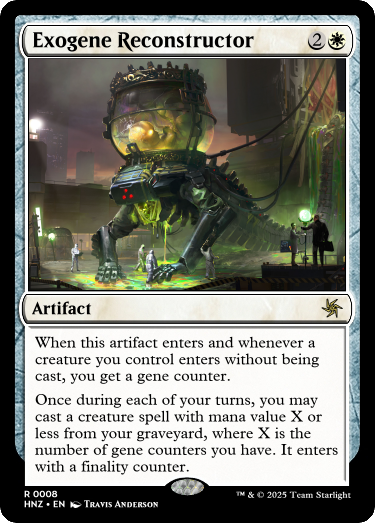 Exogene Reconstructor 2
Artifact
When this artifact enters and whenever a
creature you control enters without being
cast, you get a gene counter.
Once during each of your turns, you may
cast a creature spell with mana value X or
less from your graveyard, where X is the
number of gene counters you have. It enters
with a finality counter.
R 0008
HNZ • EN Travis Anderson
™ & © 2025 Team Starlight